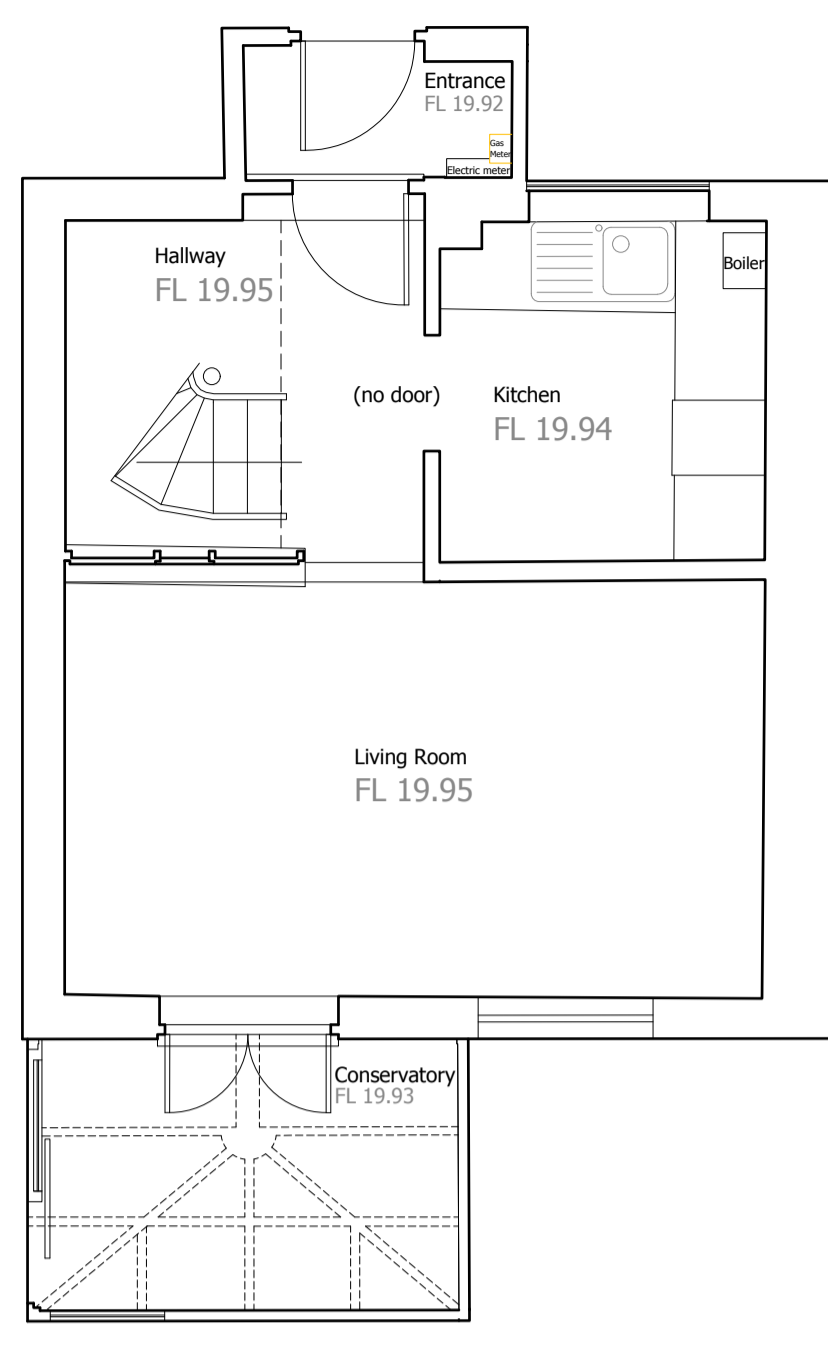 Entrance
FL 19.92
Gas
Meter
Electric meter
Hallway
FL 19.95
Boiler
(no door)
Kitchen
FL 19.94
Living Room
FL 19.95
Conservatory
FL 19.93